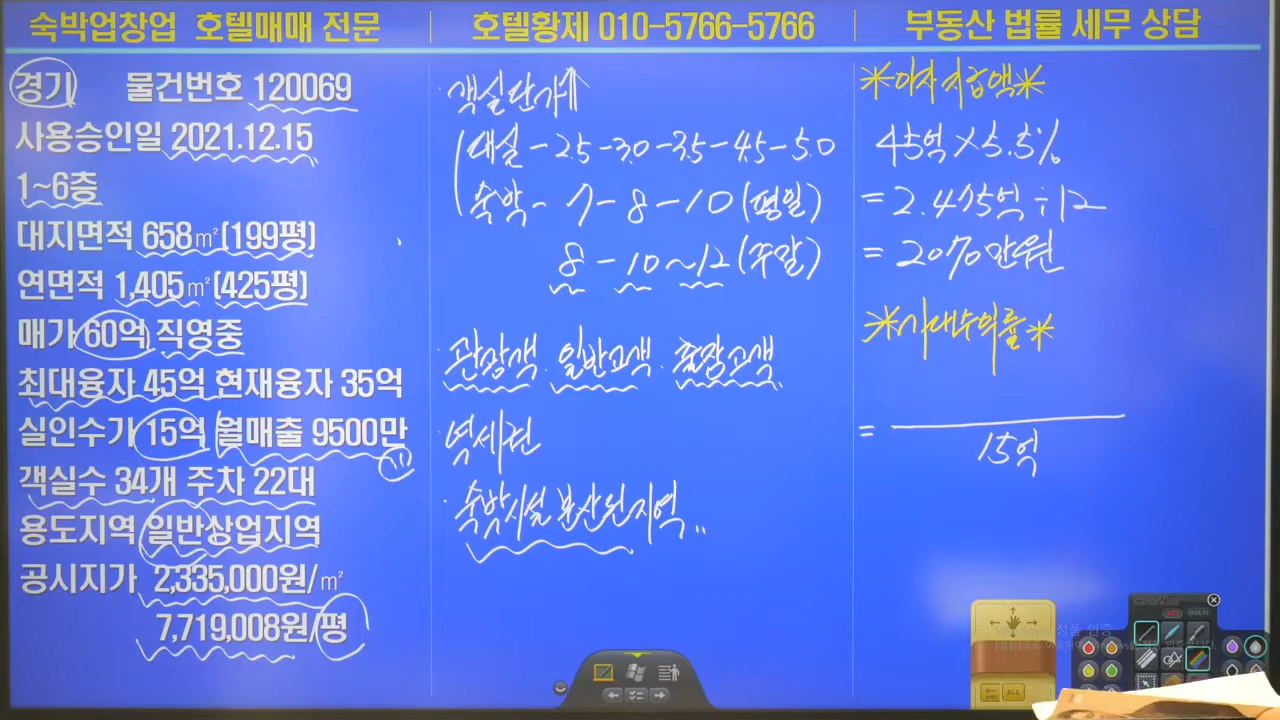 숙박업창업 호텔매매 전문
호텔황제 010-5766-5766
부동산 법률 세무 상담
경기 물건번호 120069
사용승인일 2021.12.15
1~6층
대지면적 658㎡(199평)
연면적 1,405㎡(425평)
매가 60억 직영중
최대융자 45억 현재융자 35억
실인수가 15억 월매출 9500만
객실수 34개 주차 22대
용도지역 일반상업지역
공시지가 2,335,000원/㎡
7,719,008원/평
객실단가⇑
대실 - 2.5 - 3.0 - 3.5 - 4.5 - 5.0
숙박 - 7 - 8 - 10 (평일)
8 - 10 ~ 12 (주말)
관광객. 일반고객. 출장고객
역세권
숙박시설 분산된 지역..
*이자 지급액*
45억 × 5.5%
= 2.475억 ÷ 12
= 2070만원
*기대수익률*
=
15억
ALL